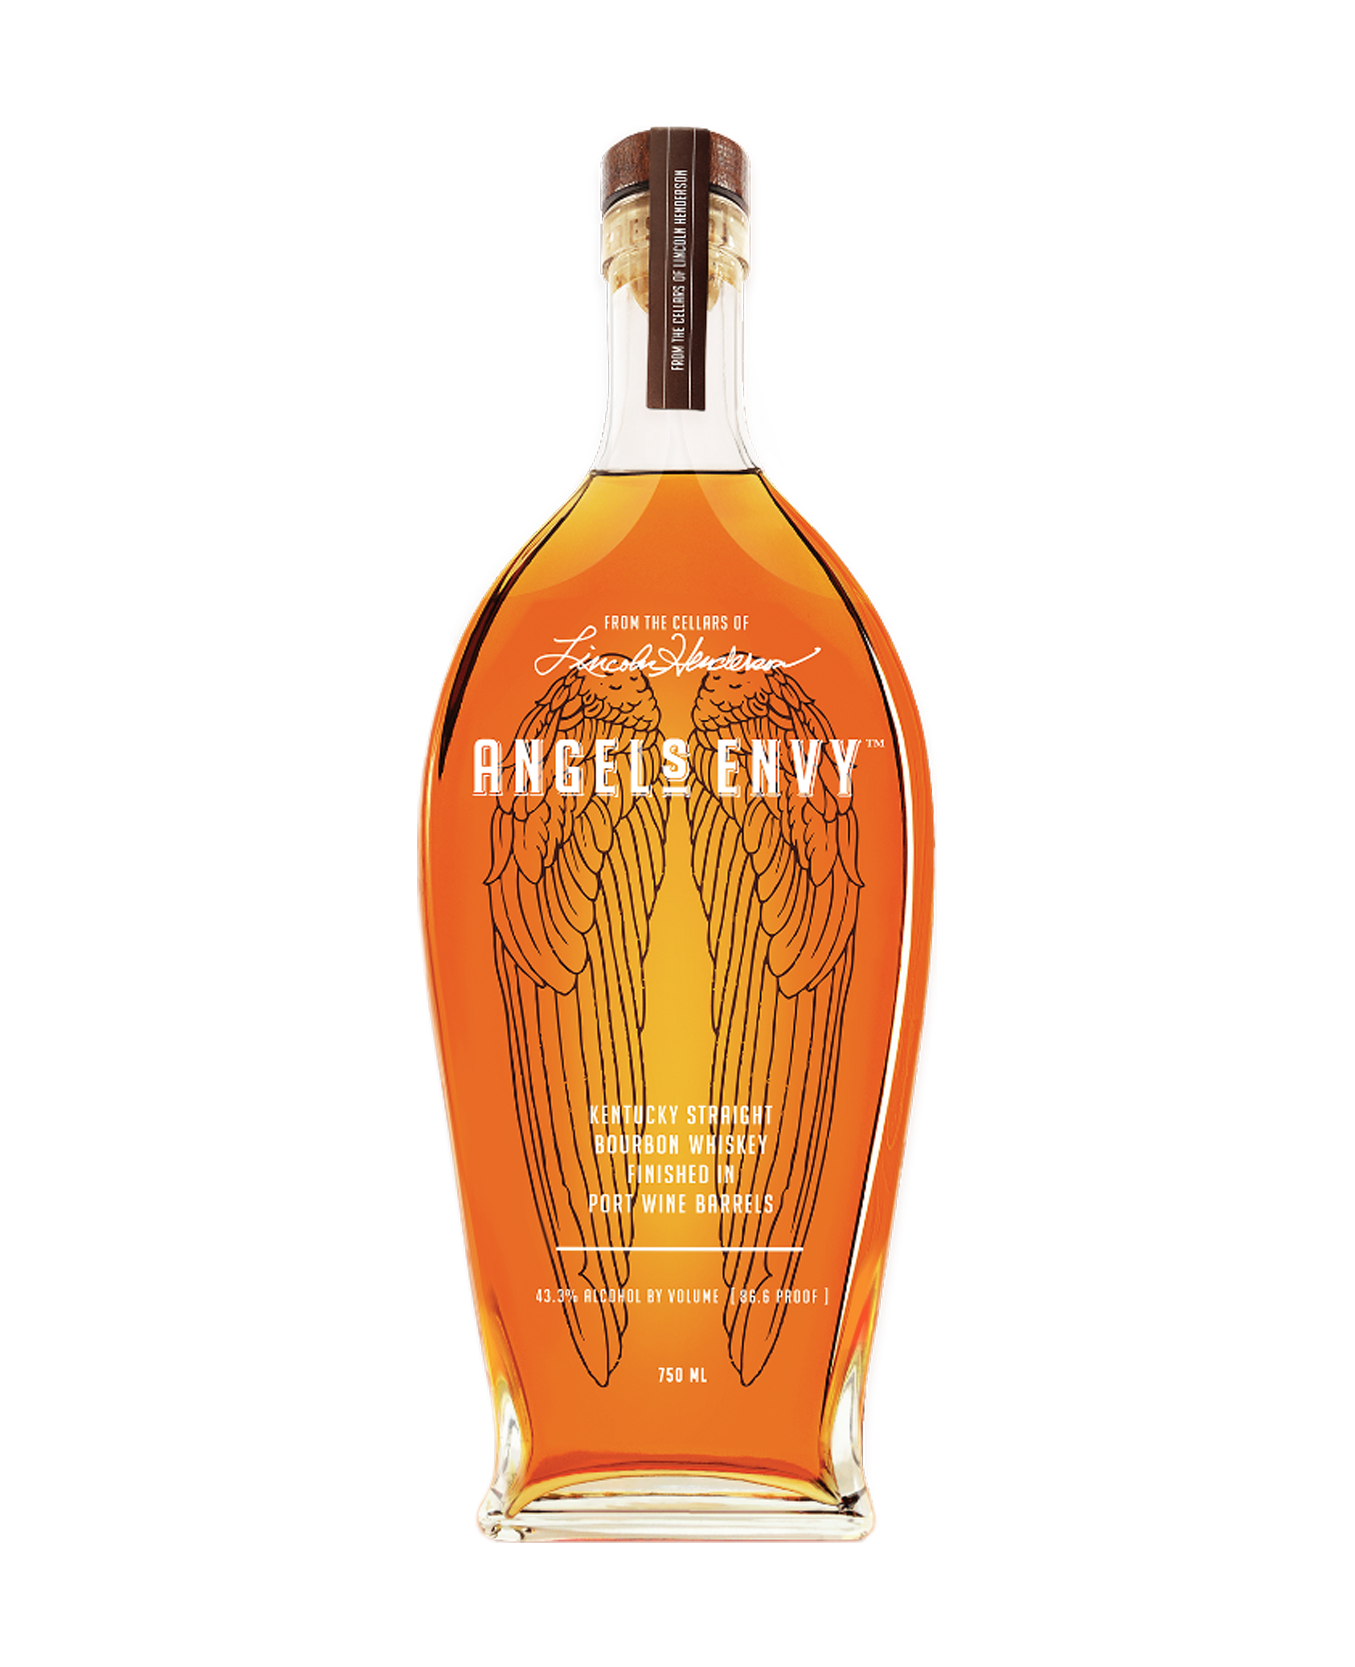 FROM THE CELLARS OF LINCOLN HENDERSON
FROM THE CELLARS OF
Lincoln Henderson
ANGELS ENVY™
KENTUCKY STRAIGHT
BOURBON WHISKEY
FINISHED IN
PORT WINE BARRELS
43.3% ALCOHOL BY VOLUME [ 86.6 PROOF ]
750 ML